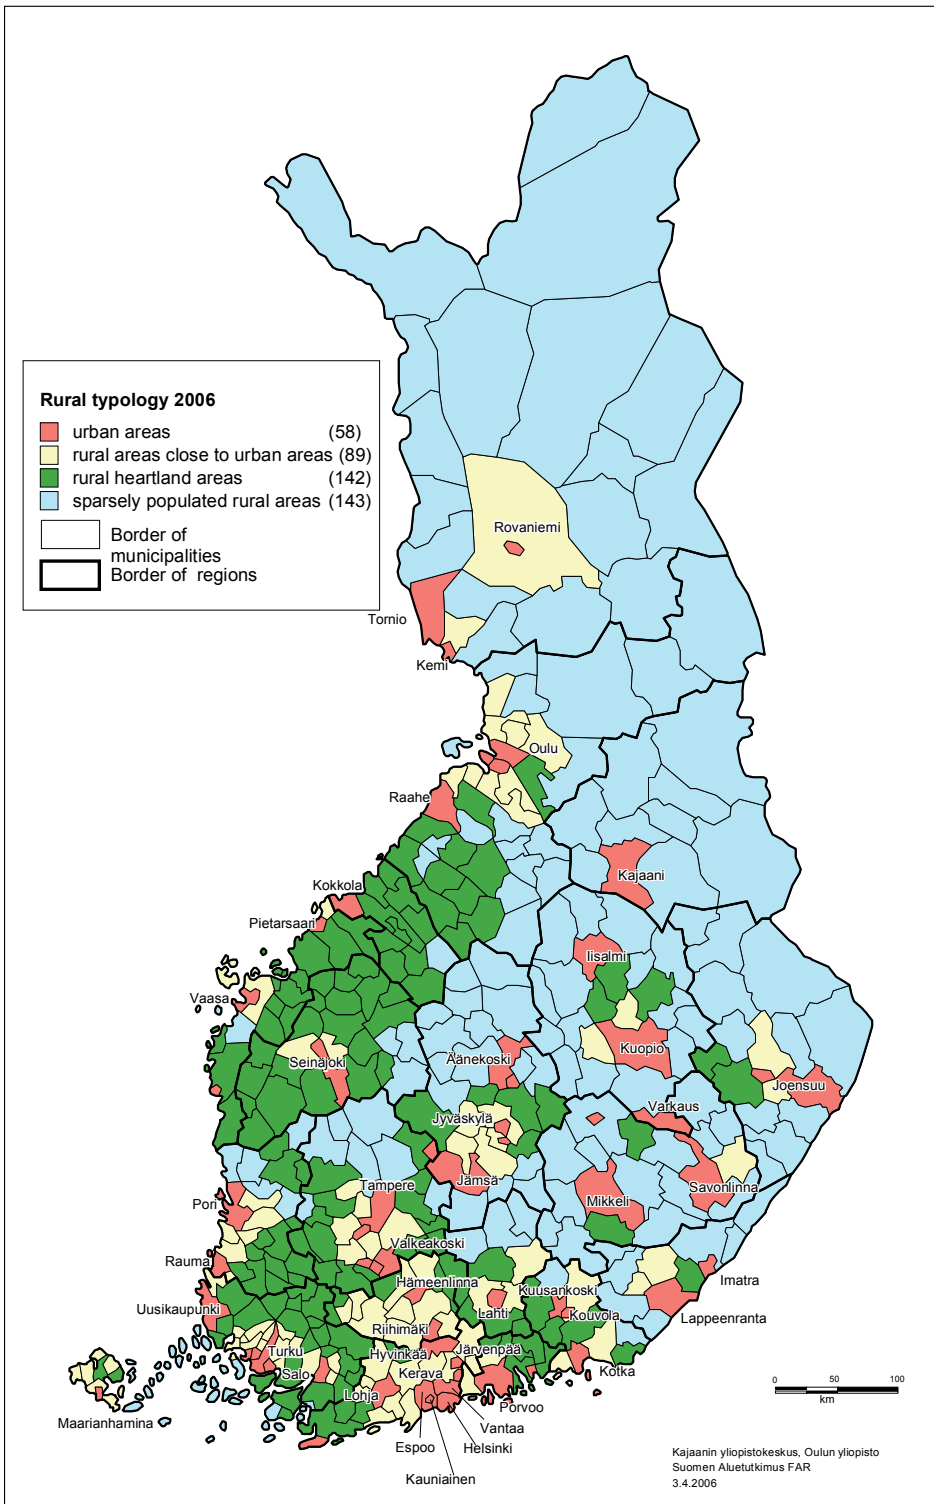 Rural typology 2006
urban areas (58)
rural areas close to urban areas (89)
rural heartland areas (142)
sparsely populated rural areas (143)
Border of
municipalities
Border of regions
Rovaniemi
Tornio
Kemi
Oulu
Raahe
Kajaani
Kokkola
Pietarsaari
Iisalmi
Vaasa
Kuopio
Seinäjoki
Äänekoski
Joensuu
Varkaus
Jyväskylä
Jämsä
Savonlinna
Tampere
Mikkeli
Pori
Valkeakoski
Rauma
Hämeenlinna
Imatra
Kuusankoski
Uusikaupunki
Lahti
Kouvola
Lappeenranta
Riihimäki
Turku
Hyvinkää
Järvenpää
Salo
Kerava
Kotka
Lohja
Porvoo
Maarianhamina
Vantaa
Espoo
Helsinki
Kauniainen
0 50 100
km
Kajaanin yliopistokeskus, Oulun yliopisto
Suomen Aluetutkimus FAR
3.4.2006